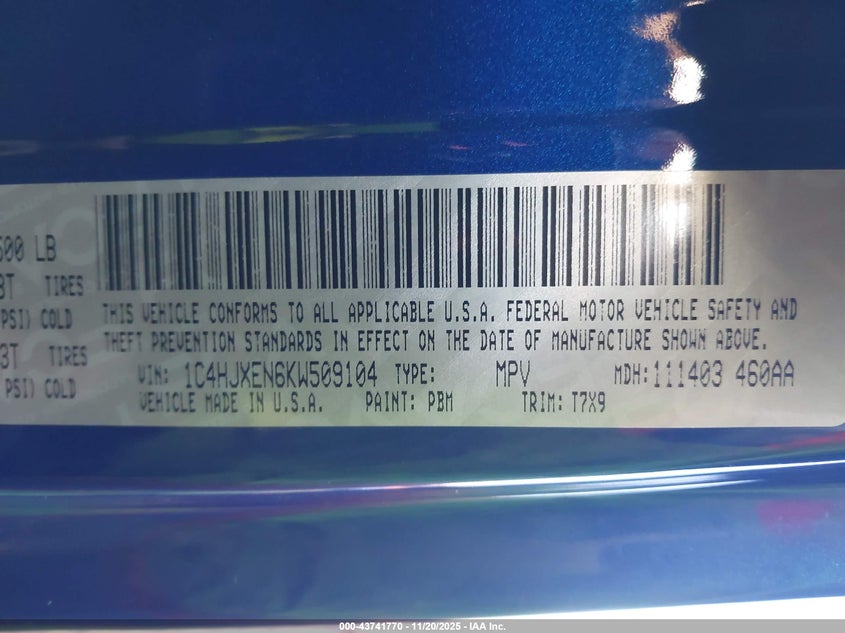 500 LB
3T TIRES
PSI) COLD
3T TIRES
PSI) COLD
THIS VEHICLE CONFORMS TO ALL APPLICABLE U.S.A. FEDERAL MOTOR VEHICLE SAFETY AND
THEFT PREVENTION STANDARDS IN EFFECT ON THE DATE OF MANUFACTURE SHOWN ABOVE.
VIN: 1C4HJXEN6KW509104 TYPE: MPV MDH:111403 460AA
VEHICLE MADE IN U.S.A. PAINT: PBM TRIM: T7X9
000-43741770 - 11/20/2025 - IAA Inc.